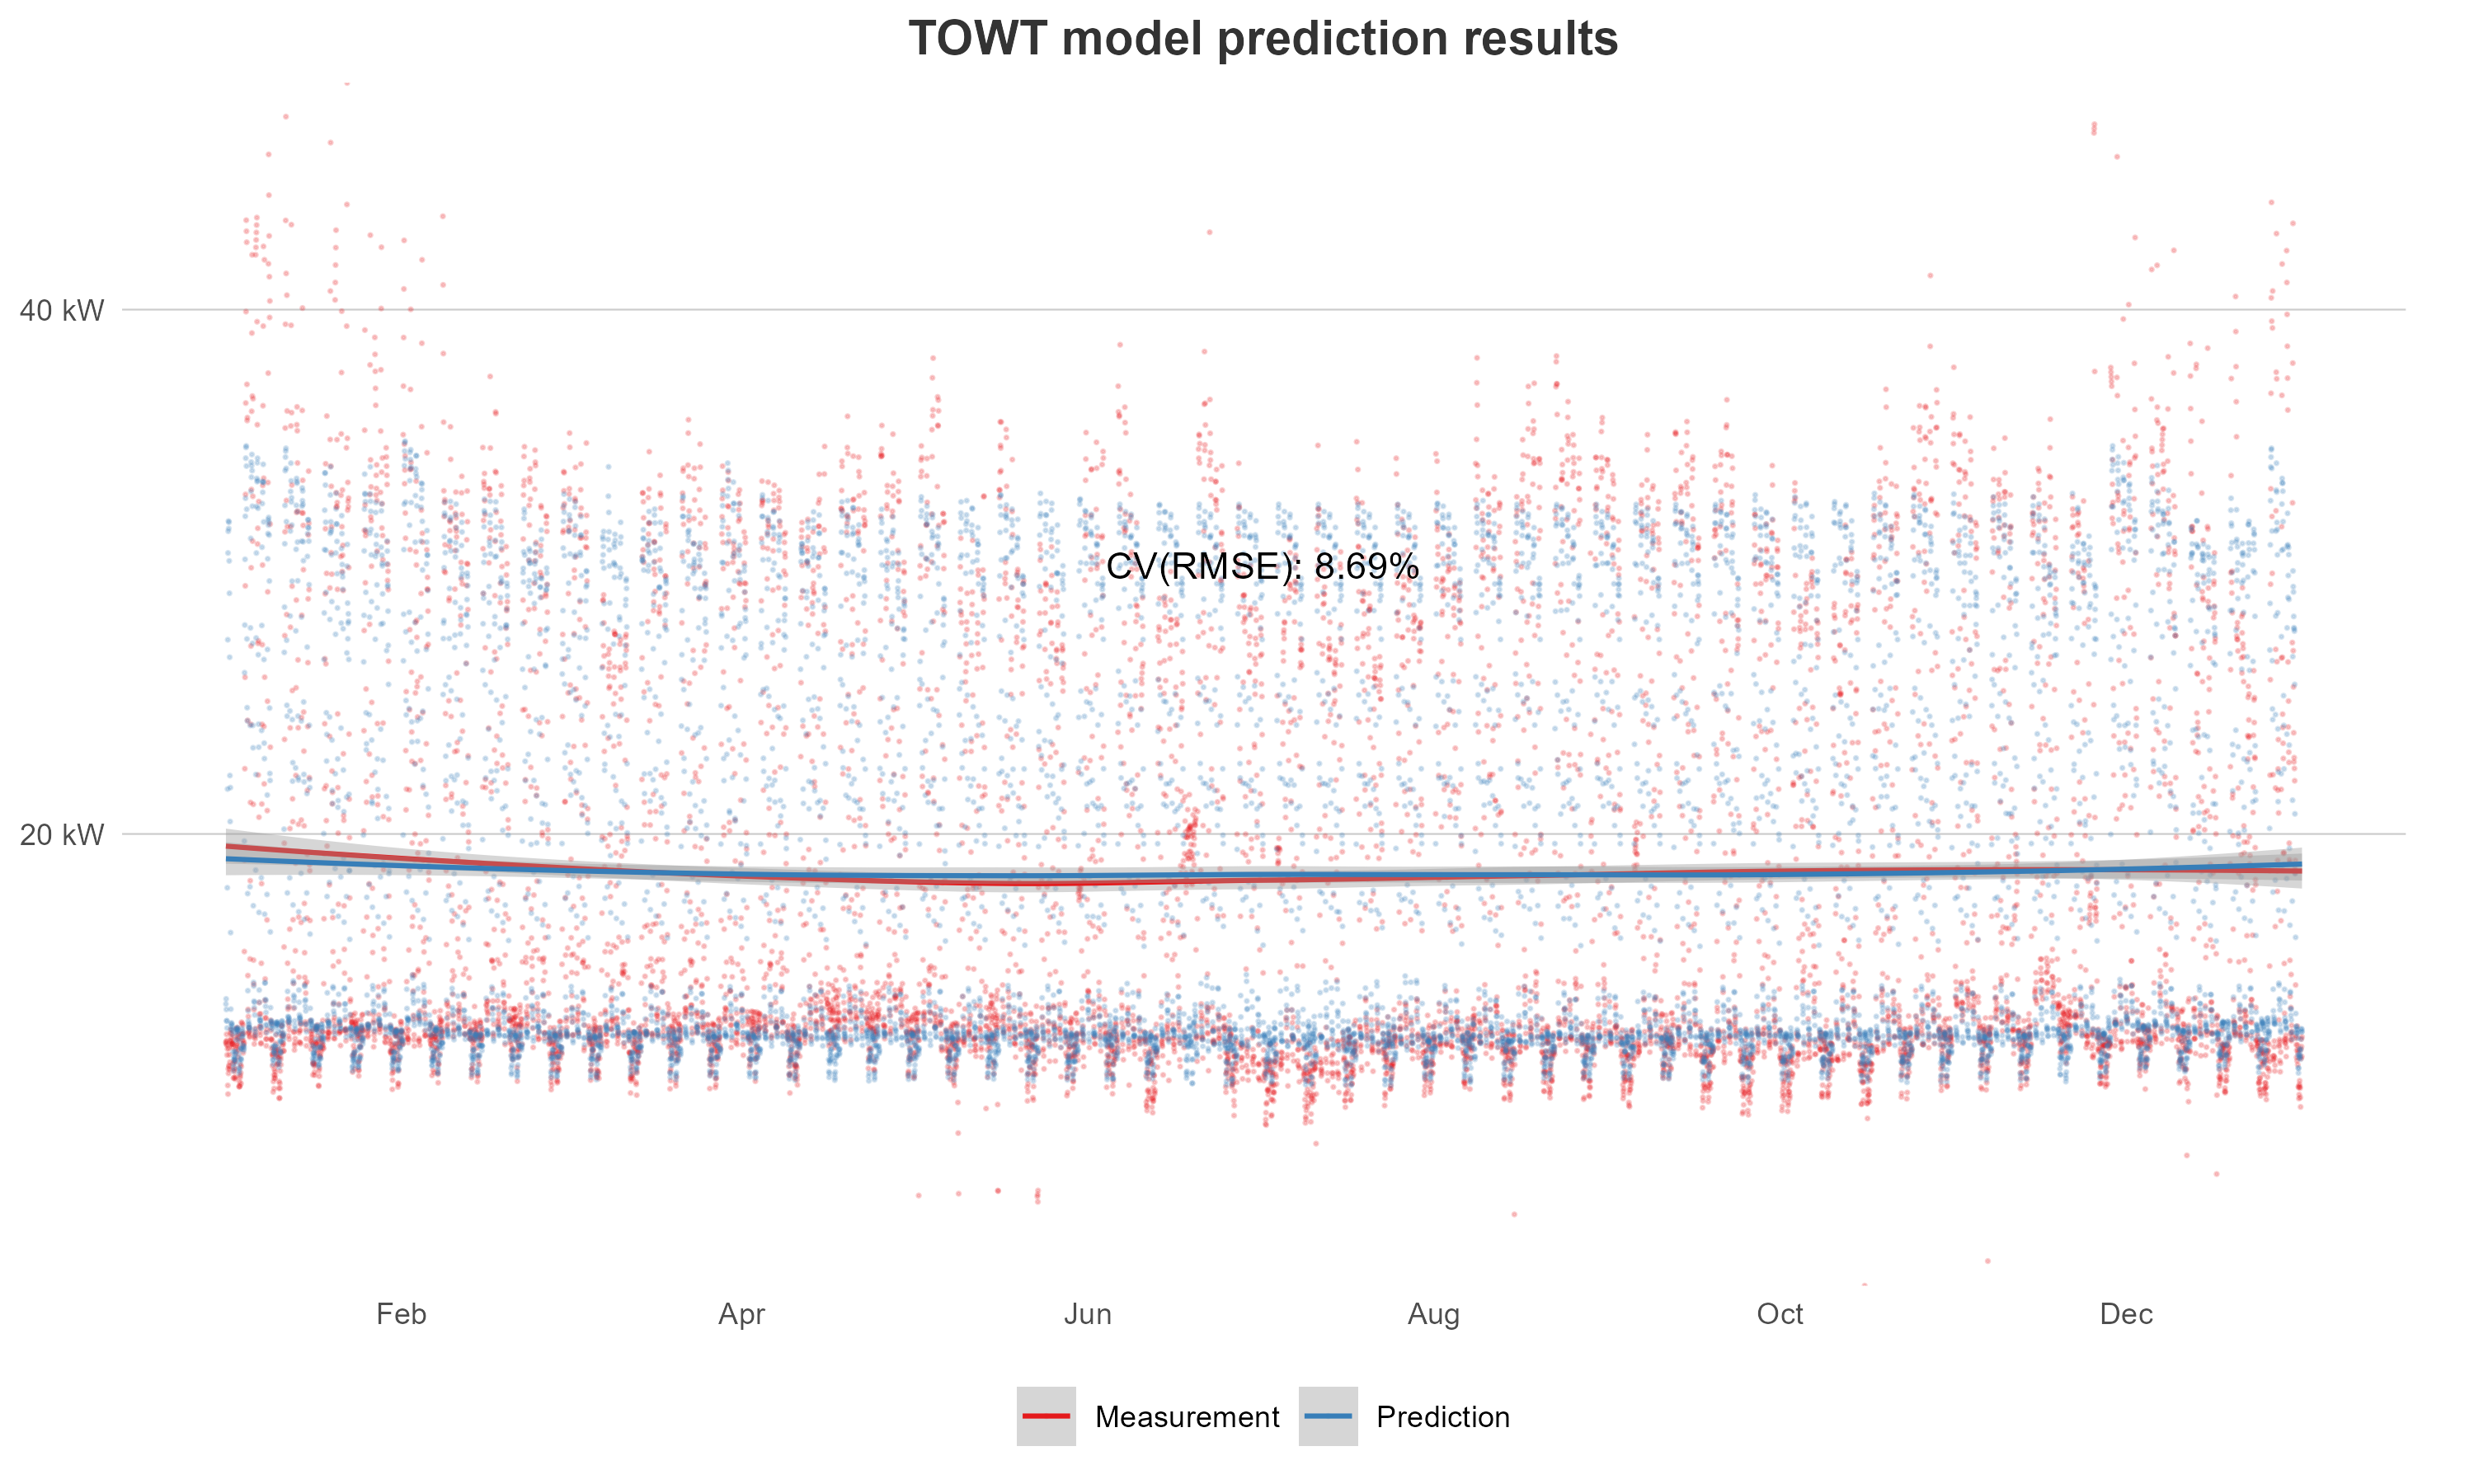 TOWT model prediction results
40 kW
CV(RMSE): 8.69%
20 kW
Feb Apr Jun Aug Oct Dec
Measurement Prediction